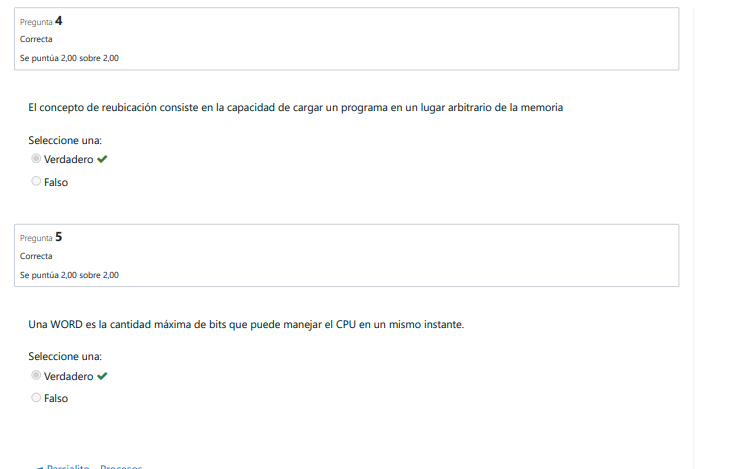 Pregunta 4
Correcta
Se puntúa 2,00 sobre 2,00
El concepto de reubicación consiste en la capacidad de cargar un programa en un lugar arbitrario de la memoria
Seleccione una:
Verdadero
Falso
Pregunta 5
Correcta
Se puntúa 2,00 sobre 2,00
Una WORD es la cantidad máxima de bits que puede manejar el CPU en un mismo instante.
Seleccione una:
Verdadero
Falso
◄ Parcialito - Procesos